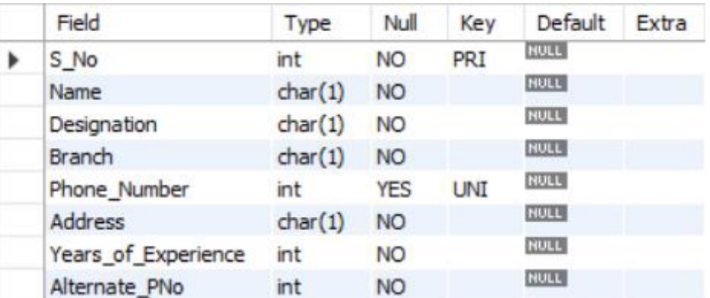 Field Type Null Key Default Extra
S_No int NO PRI NULL
Name char(1) NO NULL
Designation char(1) NO NULL
Branch char(1) NO NULL
Phone_Number int YES UNI NULL
Address char(1) NO NULL
Years_of_Experience int NO NULL
Alternate_PNo int NO NULL